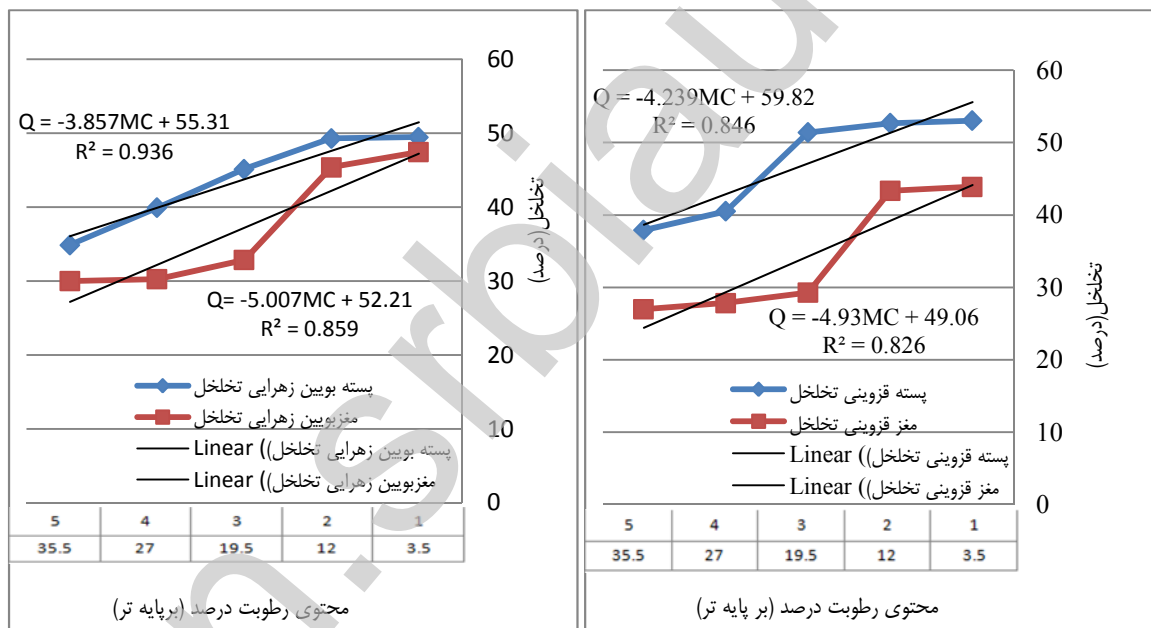 60
50
40
30
20
10
0
تخلخل(درصد)
Q = -3.857MC + 55.31
R² = 0.936
Q= -5.007MC + 52.21
R² = 0.859
پسته بویین زهرایی تخلخل
مغزبویین زهرایی تخلخل
Linear ((پسته بویین زهرایی تخلخل
Linear ((مغزبویین زهرایی تخلخل
5 4 3 2 1
35.5 27 19.5 12 3.5
محتوی رطوبت درصد (برپایه تر)
60
50
40
30
20
10
0
تخلخل(درصد)
Q = -4.239MC + 59.82
R² = 0.846
Q = -4.93MC + 49.06
R² = 0.826
پسته قزوینی تخلخل
مغز قزوینی تخلخل
Linear ((پسته قزوینی تخلخل
Linear ((مغز قزوینی تخلخل
5 4 3 2 1
35.5 27 19.5 12 3.5
محتوی رطوبت درصد (بر پایه تر)
n.srbiau